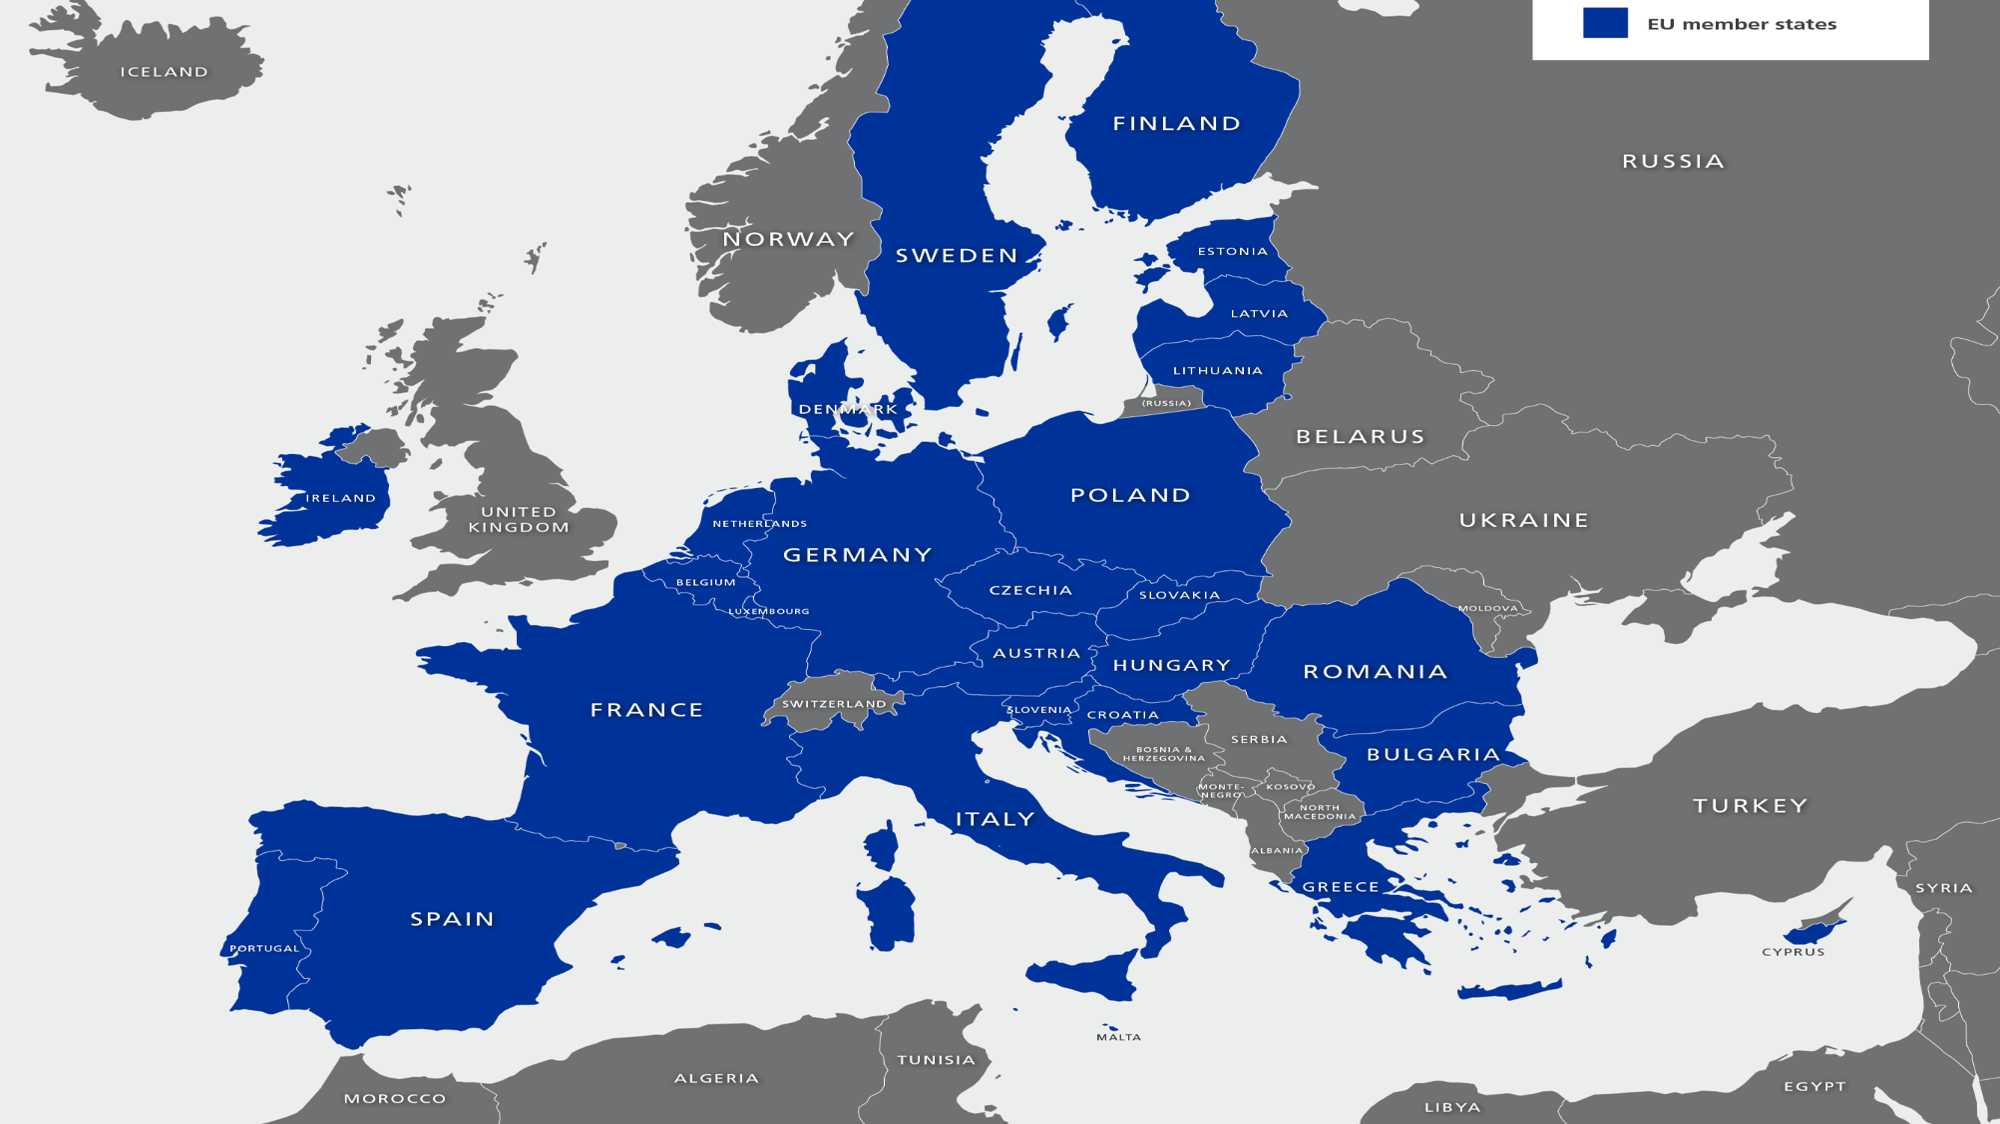 EU member states
ICELAND
FINLAND
RUSSIA
NORWAY
SWEDEN
ESTONIA
LATVIA
LITHUANIA
(RUSSIA)
DENMARK
BELARUS
IRELAND
UNITED
KINGDOM
POLAND
NETHERLANDS
UKRAINE
GERMANY
BELGIUM
CZECHIA
SLOVAKIA
LUXEMBOURG
MOLDOVA
AUSTRIA
HUNGARY
ROMANIA
SWITZERLAND
FRANCE
SLOVENIA
CROATIA
SERBIA
BOSNIA &
HERZEGOVINA
BULGARIA
MONTE-
NEGRO
KOSOVO
NORTH
MACEDONIA
TURKEY
ITALY
ALBANIA
GREECE
SYRIA
SPAIN
PORTUGAL
CYPRUS
MALTA
TUNISIA
ALGERIA
MOROCCO
EGYPT
LIBYA